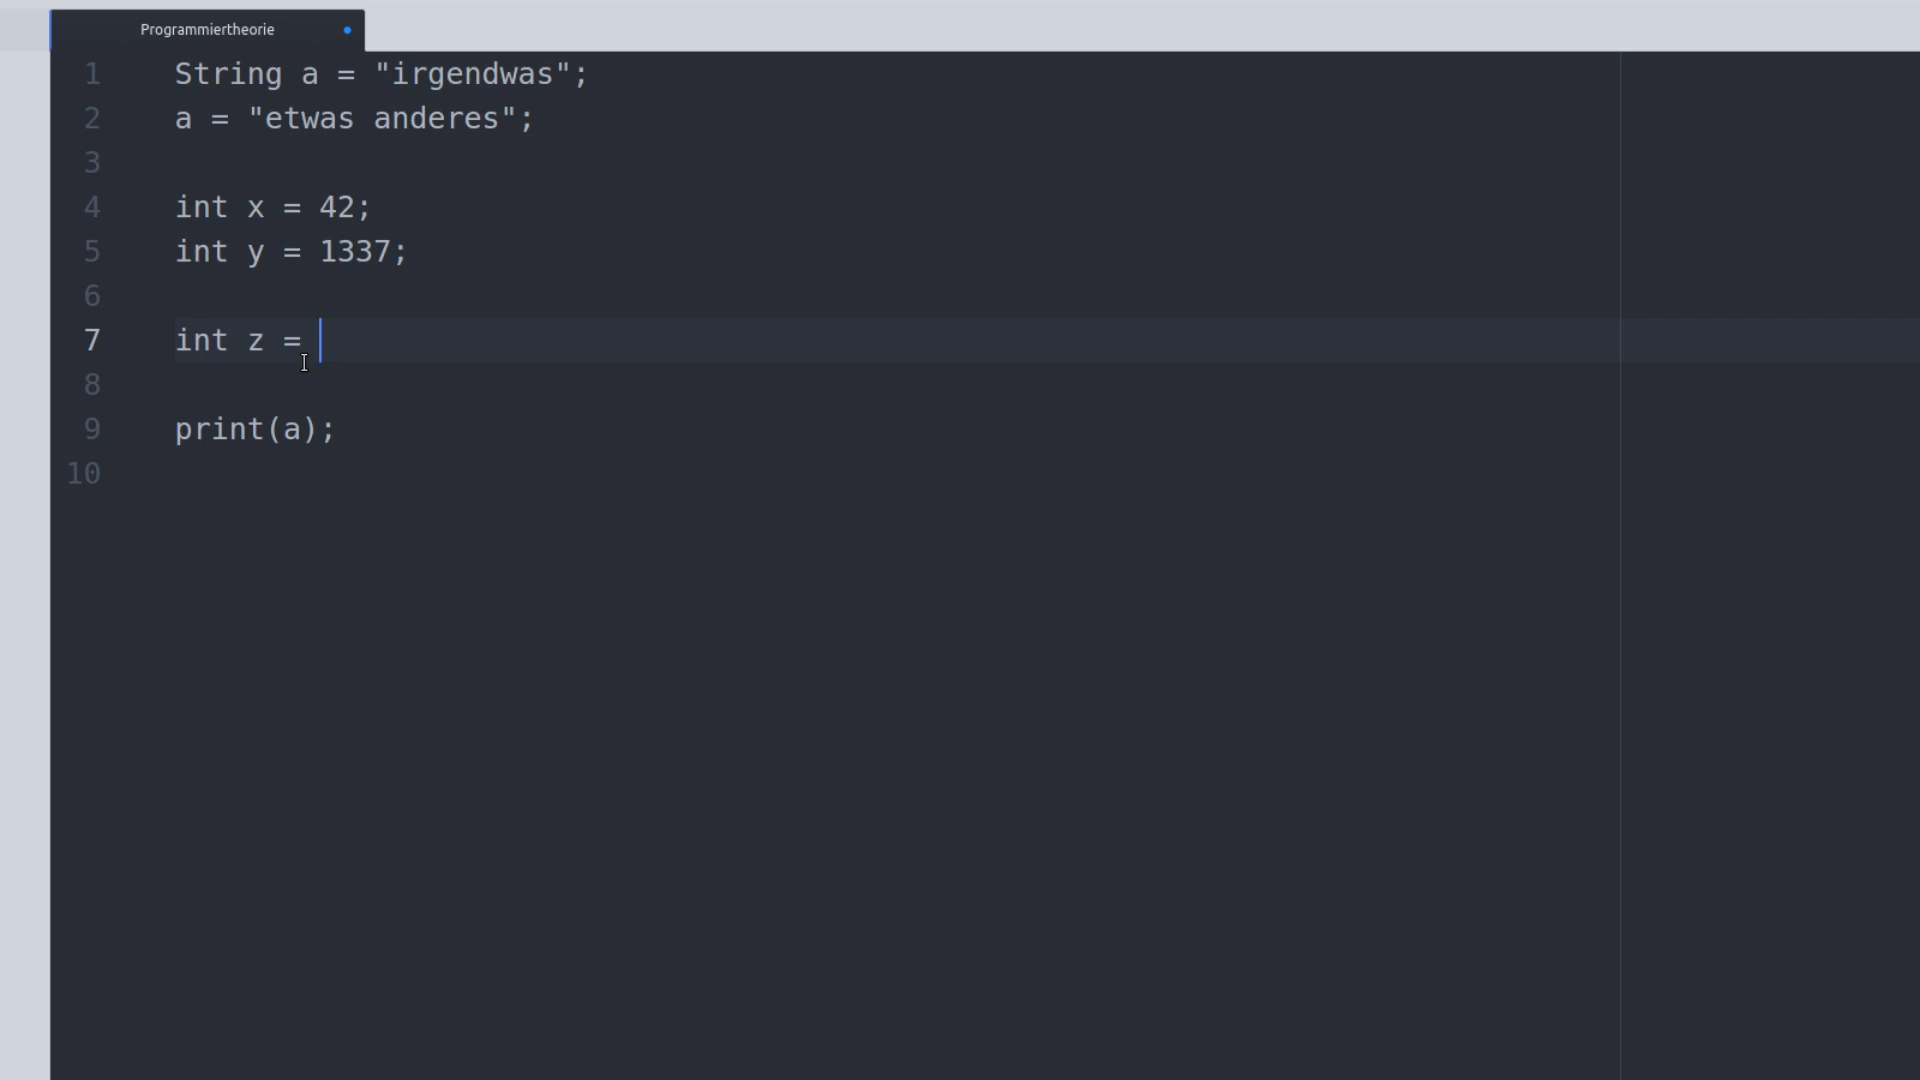 Programmiertheorie
1 String a = "irgendwas";
2 a = "etwas anderes";
3
4 int x = 42;
5 int y = 1337;
6
7 int z =
8
9 print(a);
10